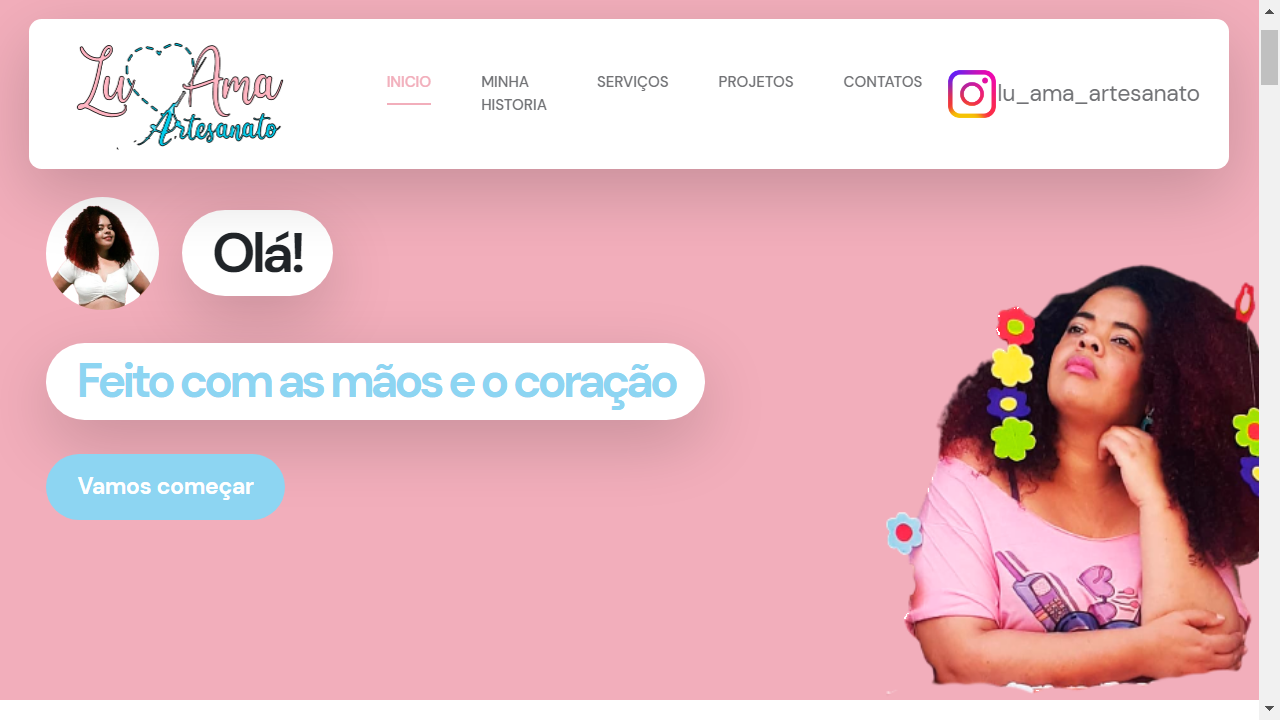 Lu Ama
Artesanato
INICIO
MINHA
HISTORIA
SERVIÇOS
PROJETOS
CONTATOS
lu_ama_artesanato
Olá!
Feito com as mãos e o coração
Vamos começar